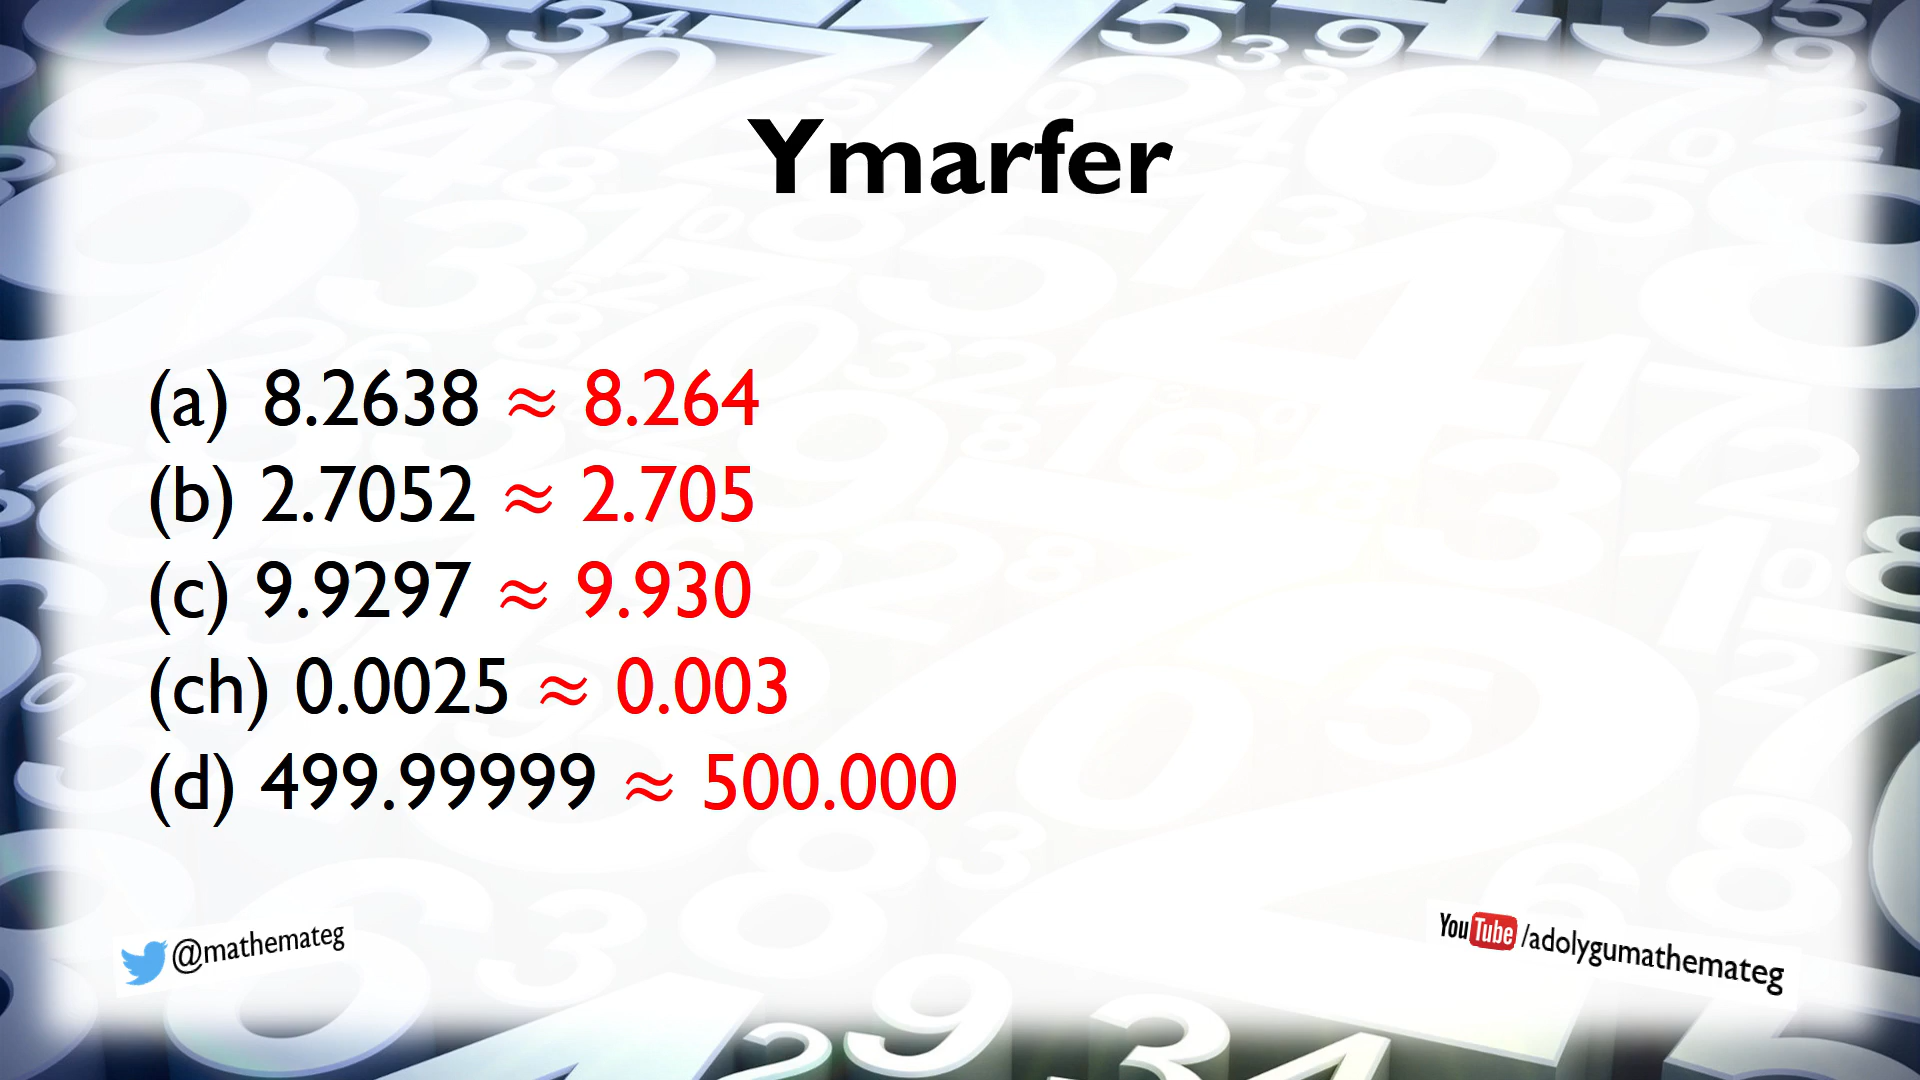 Ymarfer
(a) 8.2638 ≈ 8.264
(b) 2.7052 ≈ 2.705
(c) 9.9297 ≈ 9.930
(ch) 0.0025 ≈ 0.003
(d) 499.99999 ≈ 500.000
@mathemateg
YouTube /adolygumathemateg